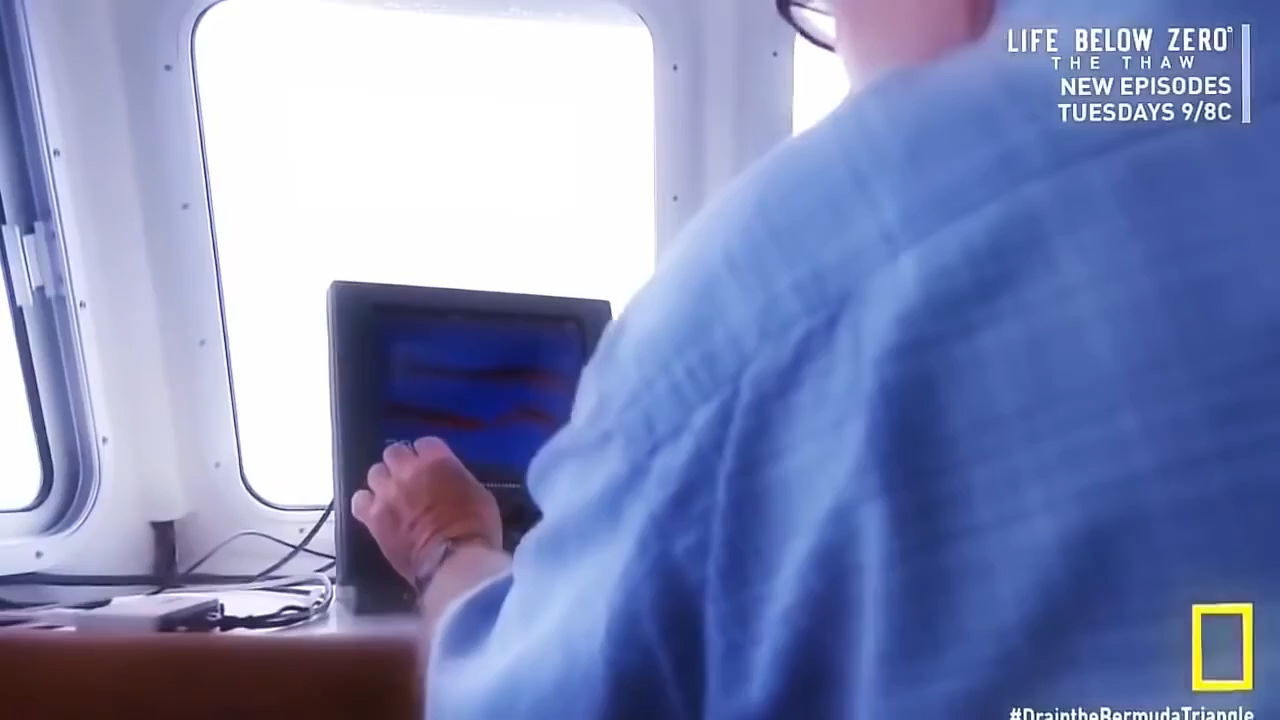 LIFE BELOW ZERO°
THE THAW
NEW EPISODES
TUESDAYS 9/8C
#DraintheBermudaTriangle